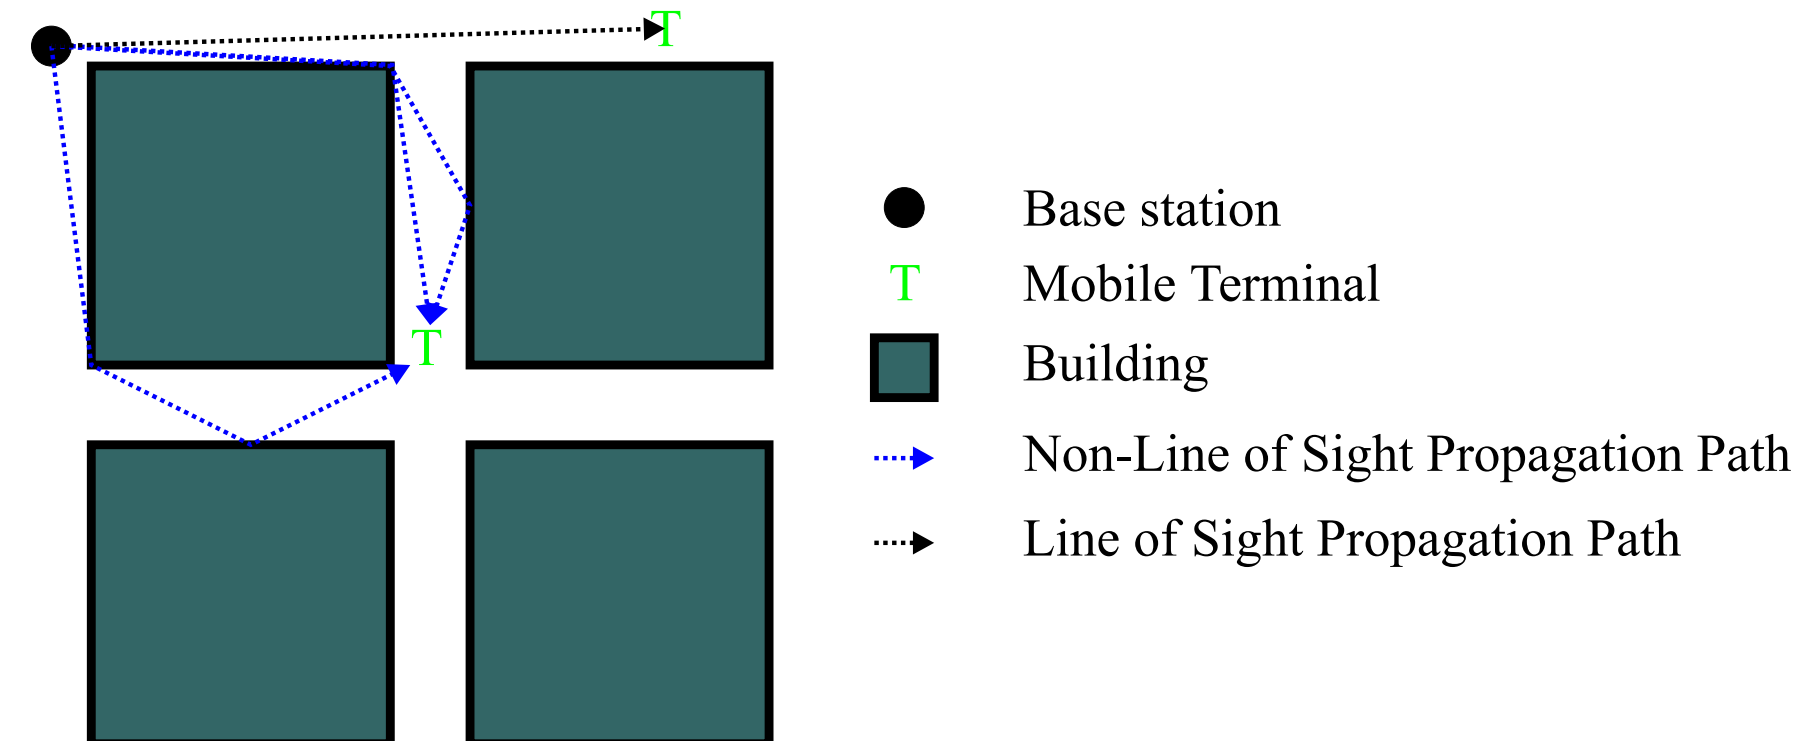 T
T
Base station
T Mobile Terminal
Building
Non-Line of Sight Propagation Path
Line of Sight Propagation Path